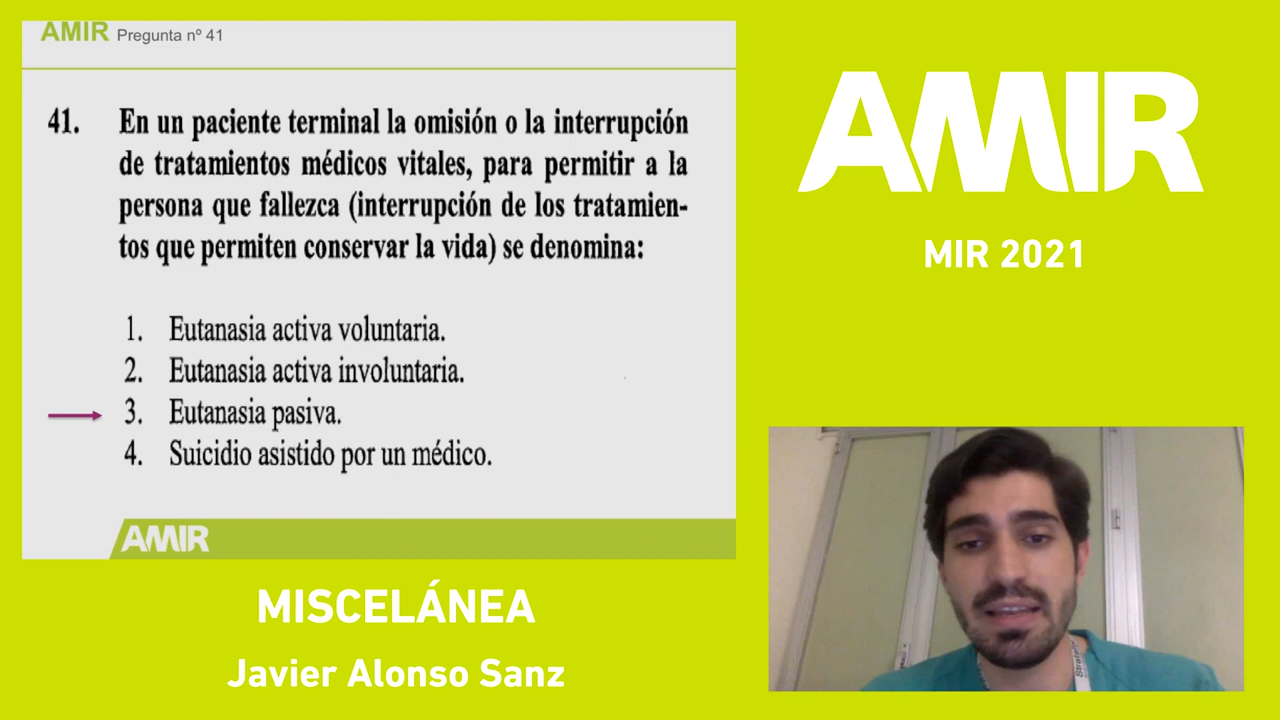 AMIR Pregunta nº 41
41. En un paciente terminal la omisión o la interrupción
de tratamientos médicos vitales, para permitir a la
persona que fallezca (interrupción de los tratamien-
tos que permiten conservar la vida) se denomina:
1. Eutanasia activa voluntaria.
2. Eutanasia activa involuntaria.
3. Eutanasia pasiva.
4. Suicidio asistido por un médico.
AMIR
MISCELÁNEA
Javier Alonso Sanz
AMIR
MIR 2021